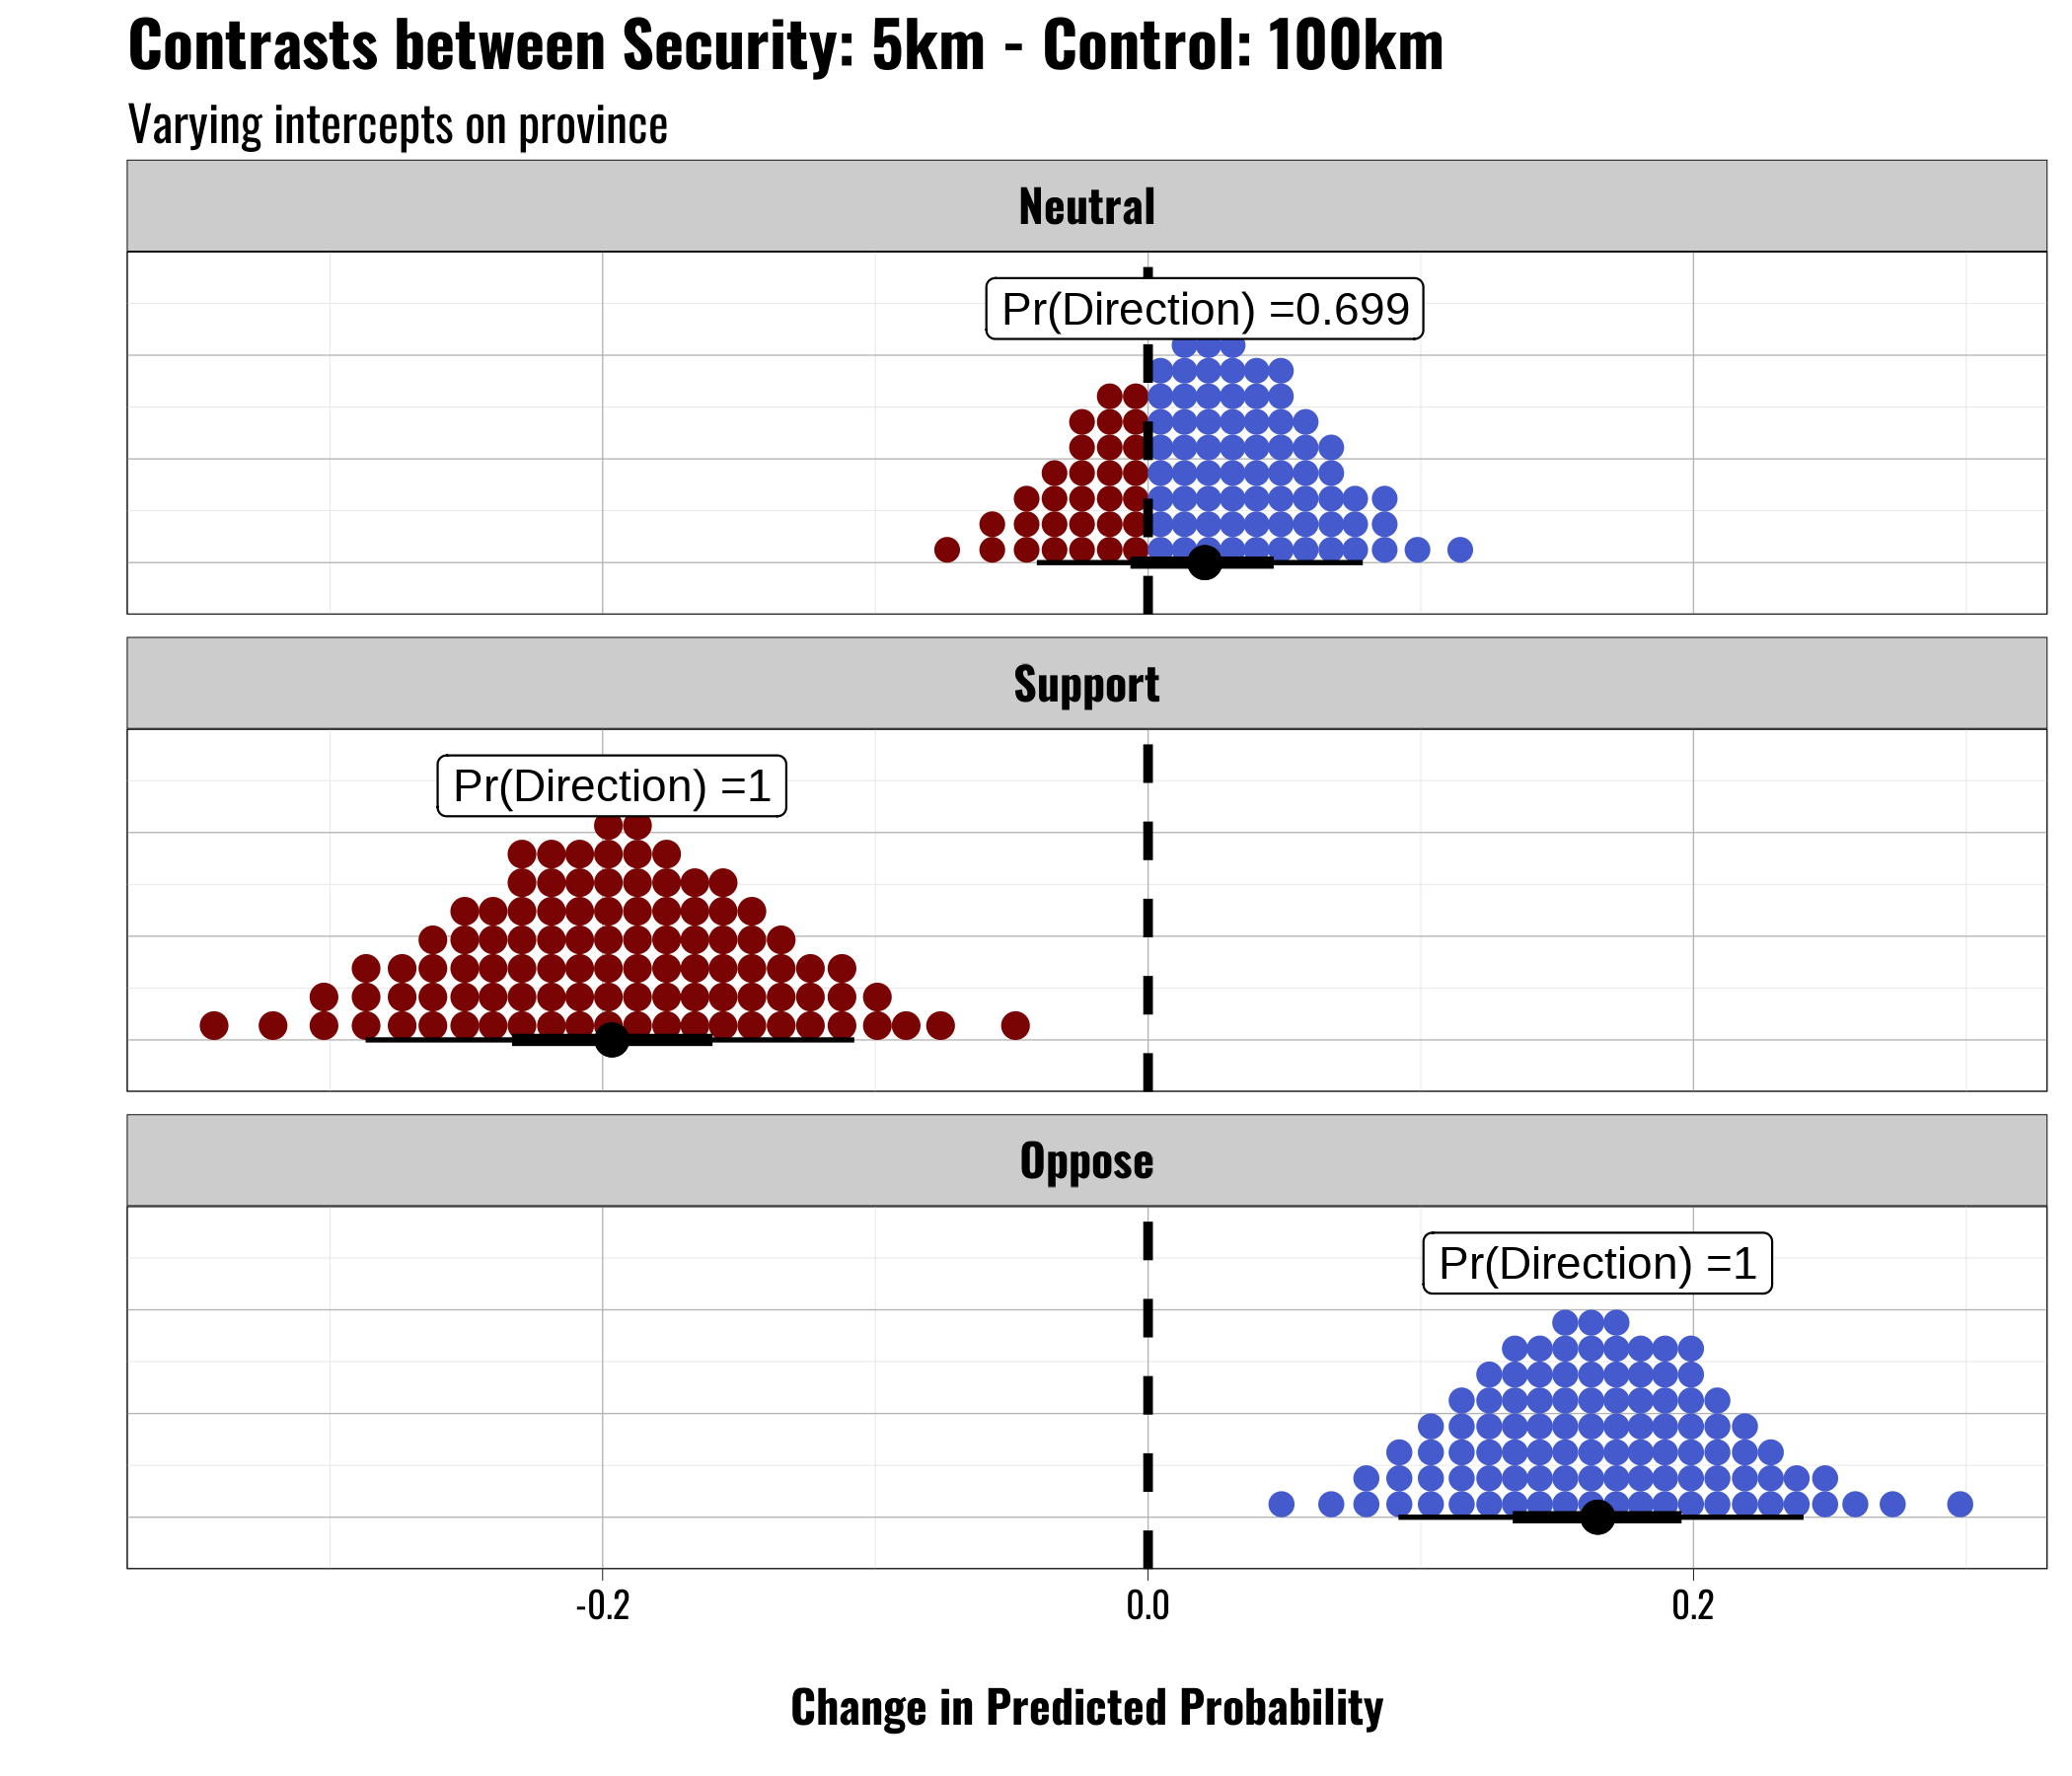 Contrasts between Security: 5km - Control: 100km
Varying intercepts on province
Neutral
Pr(Direction) =0.699
Support
Pr(Direction) =1
Oppose
Pr(Direction) =1
-0.2 0.0 0.2
Change in Predicted Probability